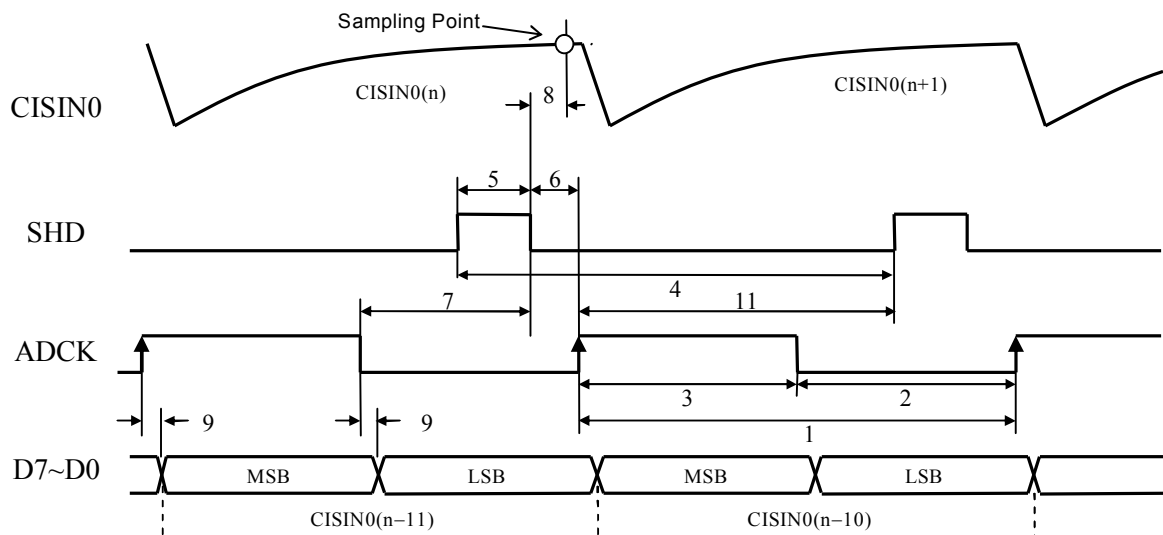 Sampling Point
CISIN0(n)
8
CISIN0(n+1)
CISIN0
5
6
SHD
4
7
11
ADCK
3
2
9
9
1
D7~D0
MSB
LSB
MSB
LSB
CISIN0(n−11)
CISIN0(n−10)